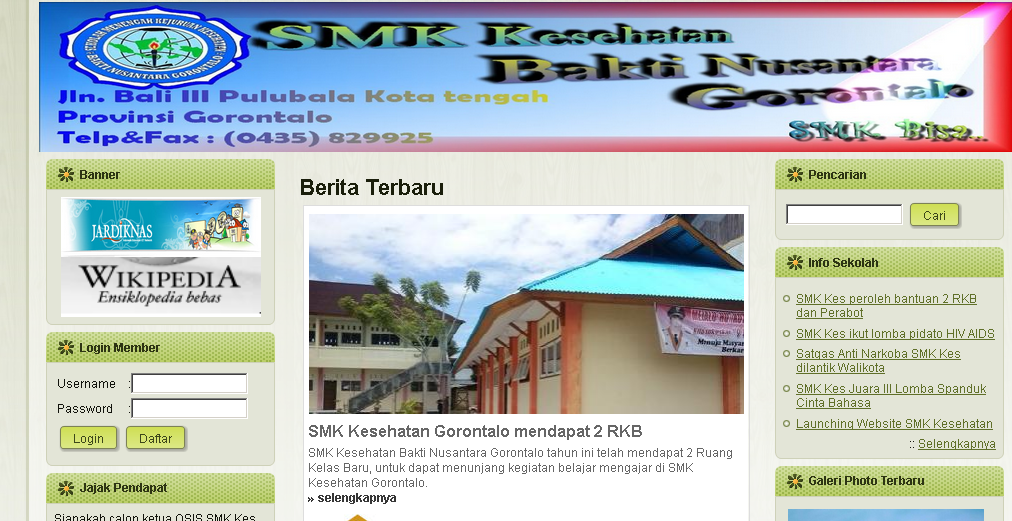 SEKOLAH MENENGAH KEJURUAN KESEHATAN
BAKTI NUSANTARA GORONTALO
SMK Kesehatan
Bakti Nusantara
Gorontalo
Jln. Bali III Pulubala Kota tengah
Provinsi Gorontalo
Telp&Fax : (0435) 829925
SMK Bisa..
Banner
JARDIKNAS
WIKIPEDIA
Ensiklopedia bebas
Login Member
Username :
Password :
Login Daftar
Jajak Pendapat
Siapakah calon ketua OSIS SMK Kes
Berita Terbaru
Menuju Masyar
Berkar
SMK Kesehatan Gorontalo mendapat 2 RKB
SMK Kesehatan Bakti Nusantara Gorontalo tahun ini telah mendapat 2 Ruang
Kelas Baru, untuk dapat menunjang kegiatan belajar mengajar di SMK
Kesehatan Gorontalo.
» selengkapnya
Pencarian
Cari
Info Sekolah
SMK Kes peroleh bantuan 2 RKB
dan Perabot
SMK Kes ikut lomba pidato HIV AIDS
Satgas Anti Narkoba SMK Kes
dilantik Walikota
SMK Kes Juara III Lomba Spanduk
Cinta Bahasa
Launching Website SMK Kesehatan
:: Selengkapnya
Galeri Photo Terbaru